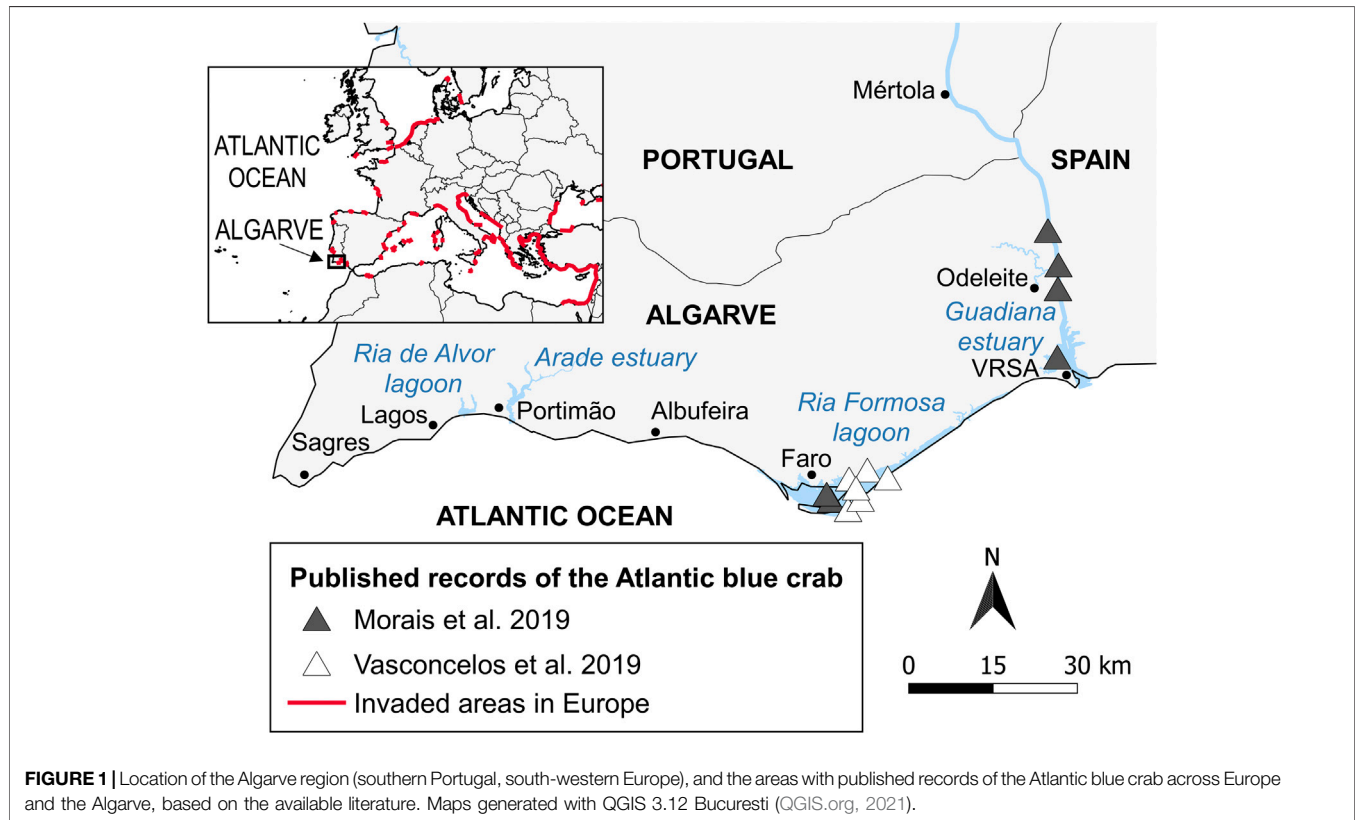 Mértola
ATLANTIC
OCEAN
PORTUGAL
SPAIN
ALGARVE
Odeleite
ALGARVE
Guadiana
estuary
Ria de Alvor
lagoon
Arade estuary
VRSA
Ria Formosa
lagoon
Lagos
Portimão
Albufeira
Sagres
Faro
ATLANTIC OCEAN
Published records of the Atlantic blue crab
Morais et al. 2019
Vasconcelos et al. 2019
Invaded areas in Europe
N
0 15 30 km
FIGURE 1 | Location of the Algarve region (southern Portugal, south-western Europe), and the areas with published records of the Atlantic blue crab across Europe
and the Algarve, based on the available literature. Maps generated with QGIS 3.12 Bucuresti (QGIS.org, 2021).